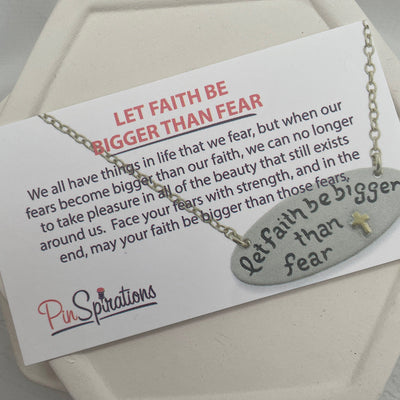 LET FAITH BE
BIGGER THAN FEAR
We all have things in life that we fear, but when our
fears become bigger than our faith, we can no longer
to take pleasure in all of the beauty that still exists
around us. Face your fears with strength, and in the
end, may your faith be bigger than those fears.
PinSpirations
let faith be bigger
than
fear